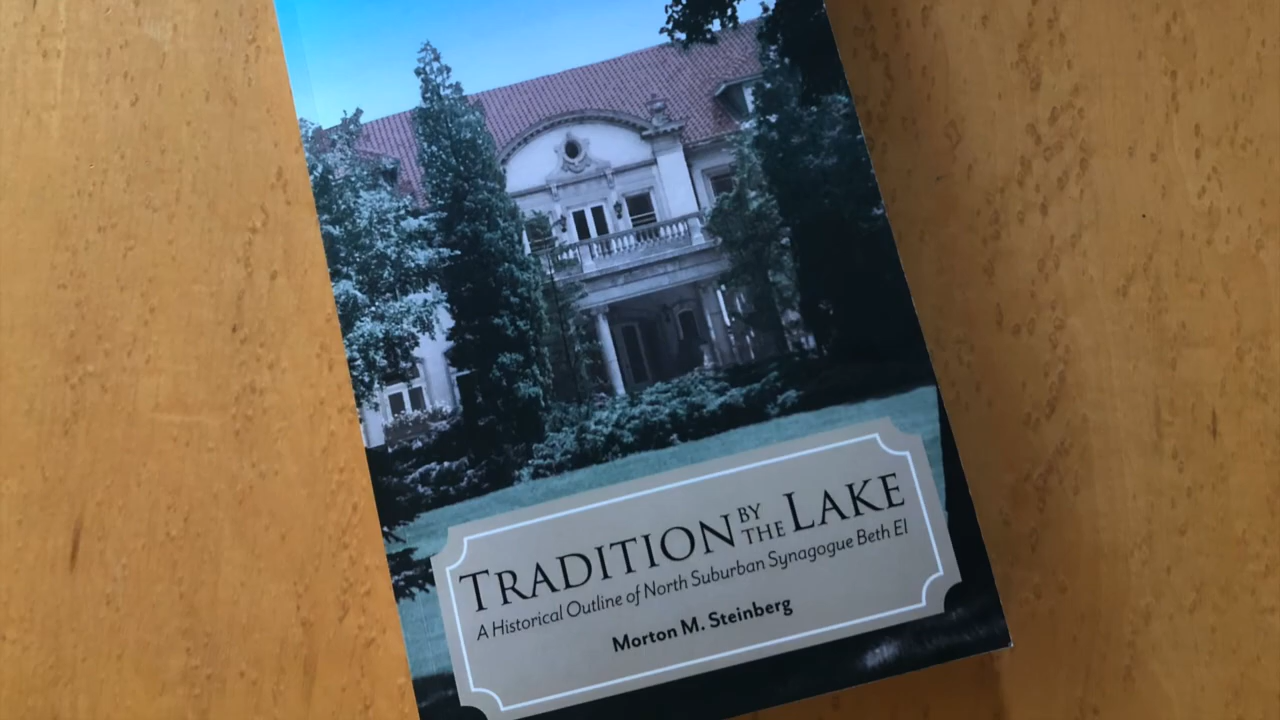 TRADITION BY THE LAKE
A Historical Outline of North Suburban Synagogue Beth El
Morton M. Steinberg